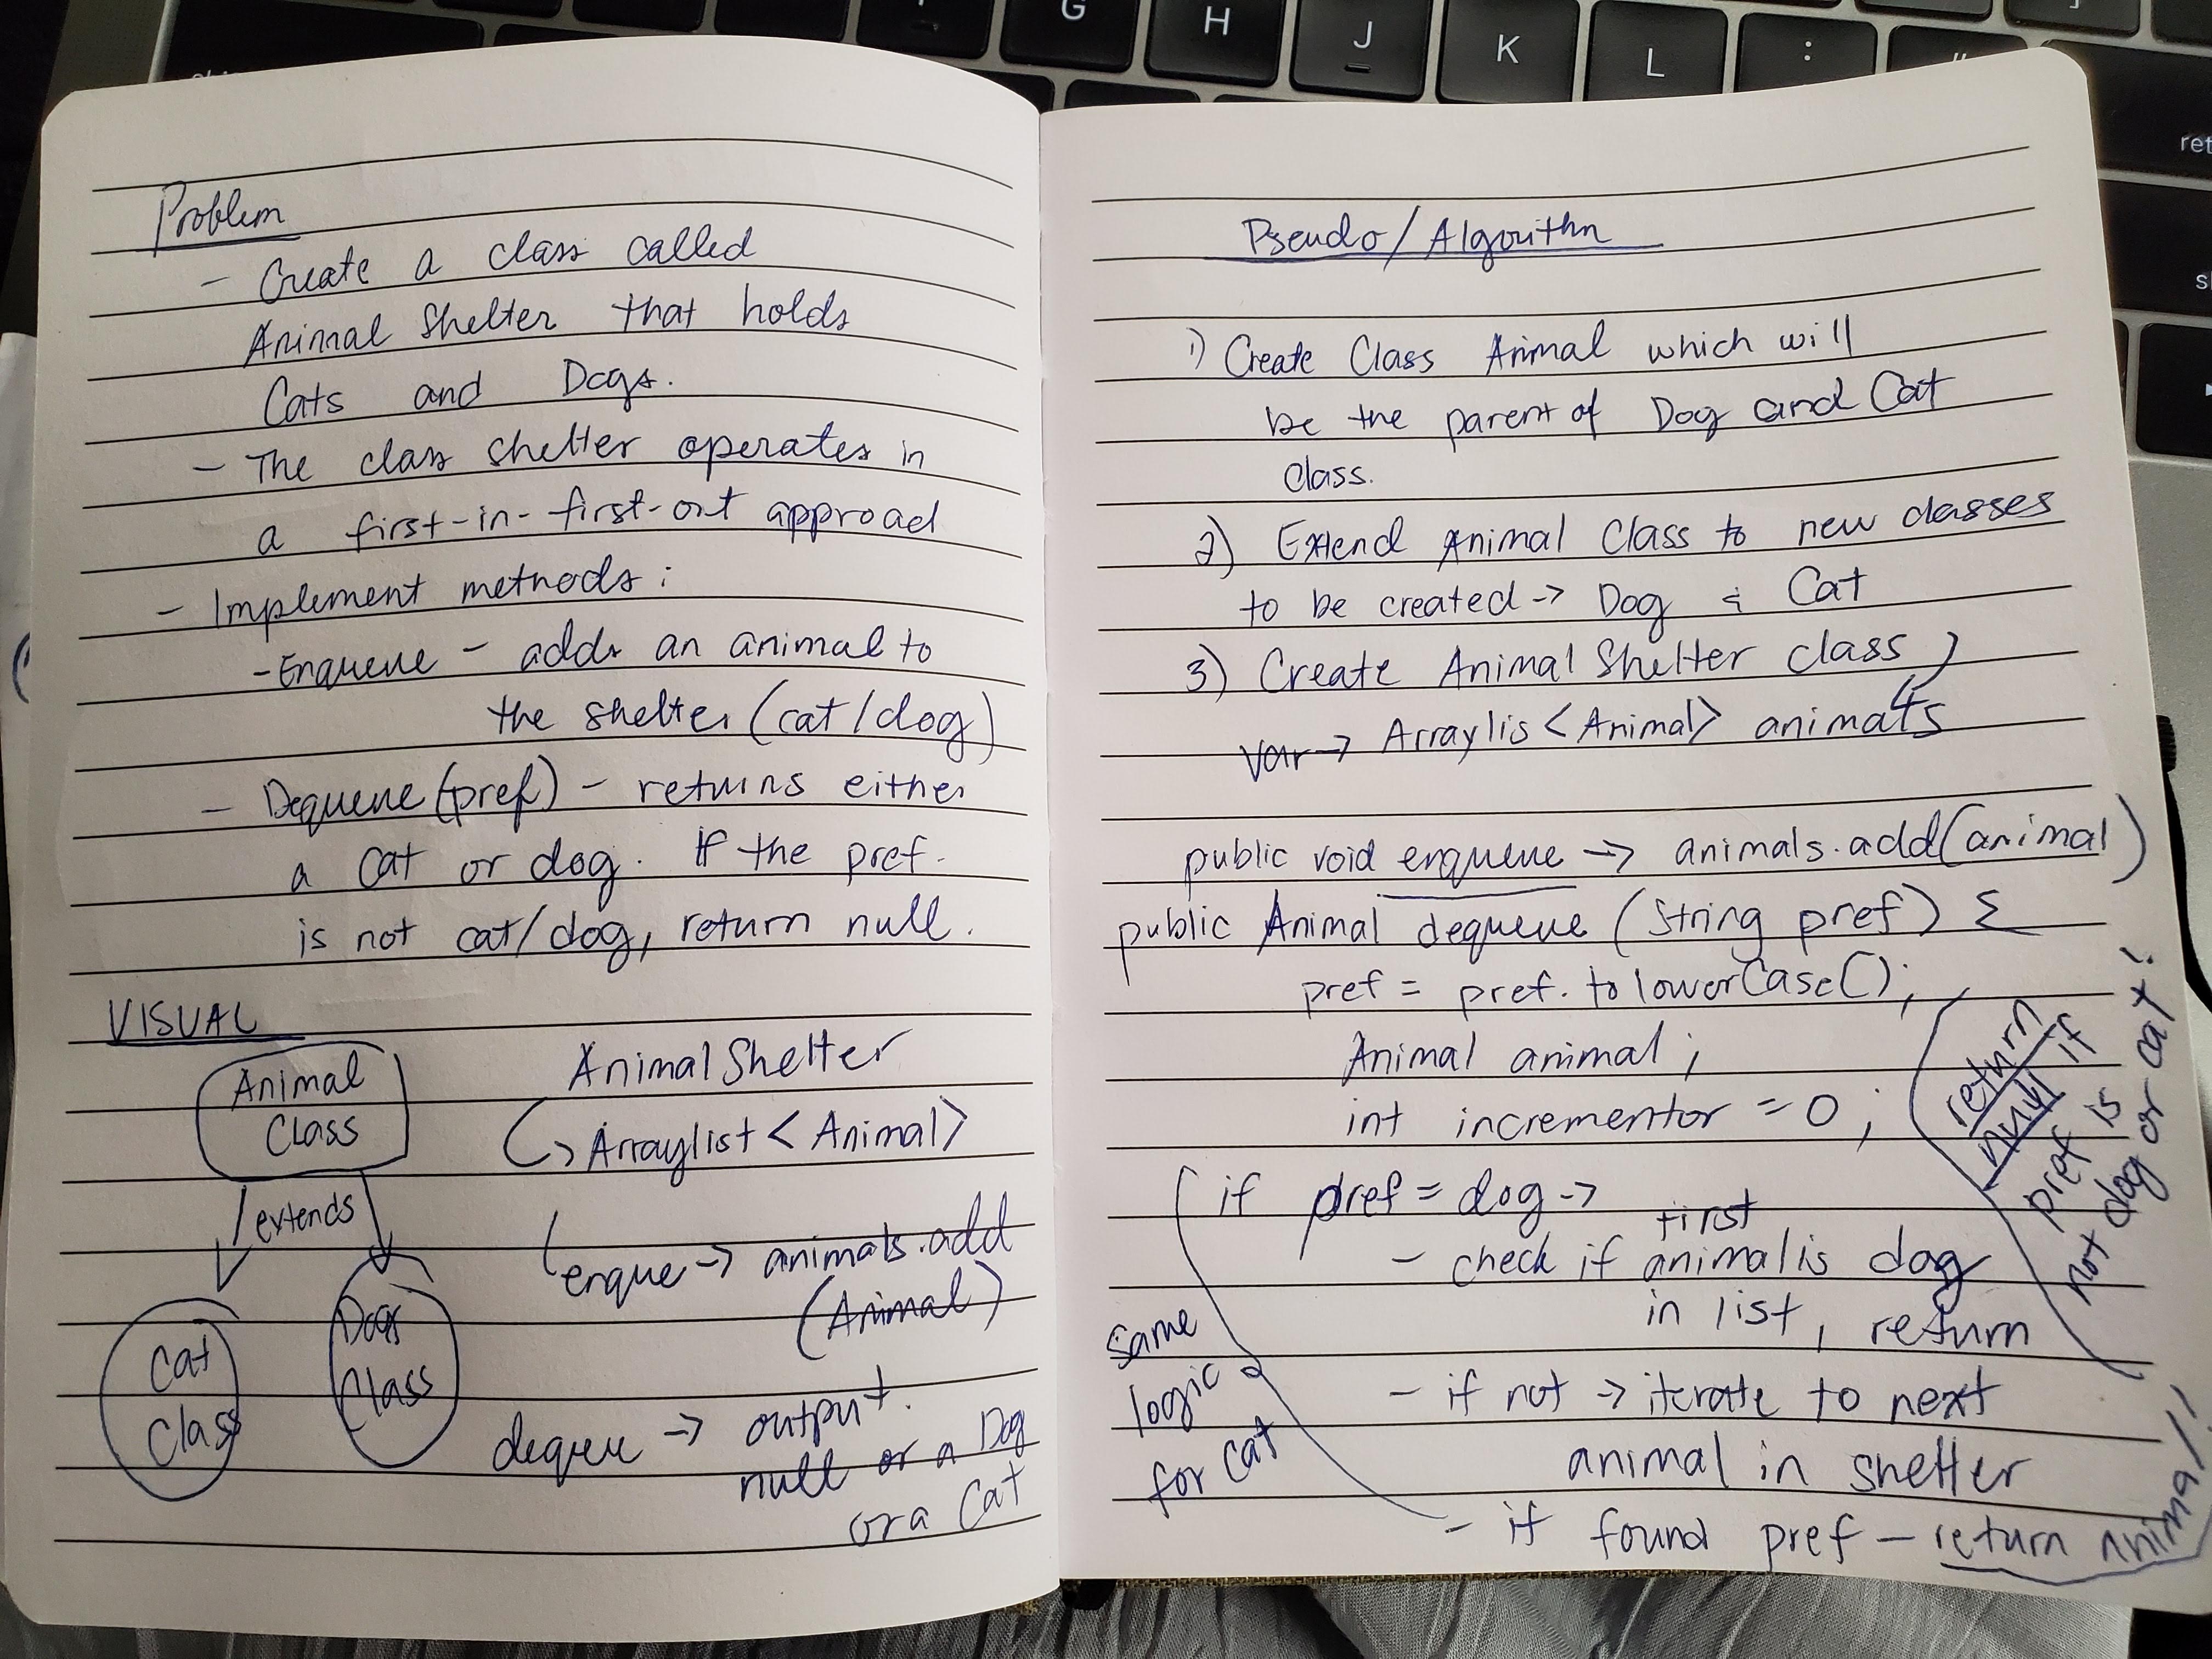 Problem
- Create a class called
Animal Shelter that holds
Cats and Dogs.
- The class shelter operates in
a first-in-first-out approad
- Implement methods:
- Enqueue - adds an animal to
the shelter (cat/dog)
- Dequeue (pref) - returns either
a cat or dog. If the pref.
is not cat/dog, return null.
VISUAL
Animal
Class
extends
Cat
Class
Dogs
Class
Animal Shelter
↳ Arraylist < Animal>
enque → animals.add
(Animal)
deque → output.
null or a Dog
or a Cat
Pseudo/Algorithm
1) Create Class Animal which will
be the parent of Dog and Cat
Class.
2) Extend Animal Class to new classes
to be created -> Dog & Cat
3) Create Animal Shelter class
Var → Arraylis < Animal> animals
public void enqueue → animals.add(animal)
public Animal dequeue (String pref) {
pref = pref.toLowerCase();
Animal animal;
int incrementor = 0;
if pref = dog ->
- check if first animal is dog
in list, return
- if not → iterate to next
animal in shelter
- if found pref - return animal
same
logic
for cat
return
null if
pref is
not dog or cat!
G
H
J
K
L
: